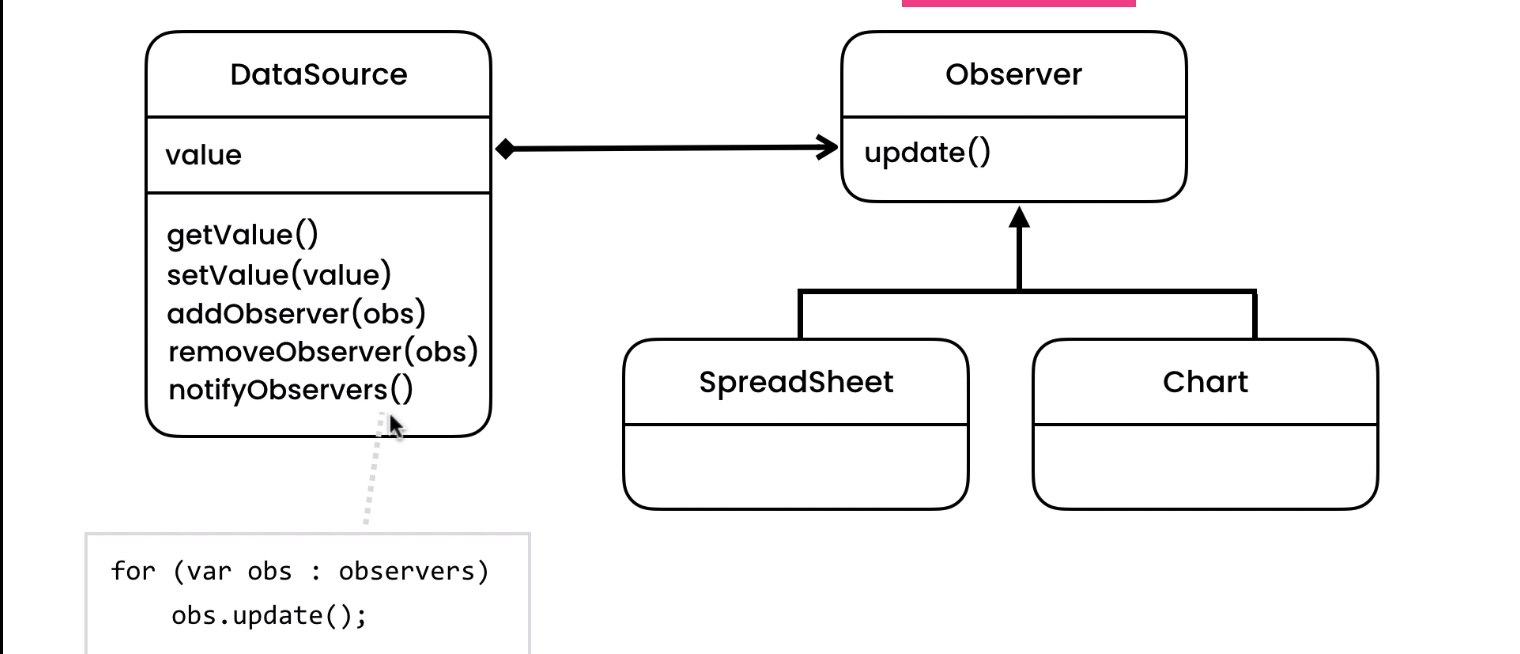 DataSource
value
getValue()
setValue(value)
addObserver(obs)
removeObserver(obs)
notifyObservers()
for (var obs : observers)
obs.update();
Observer
update()
SpreadSheet
Chart